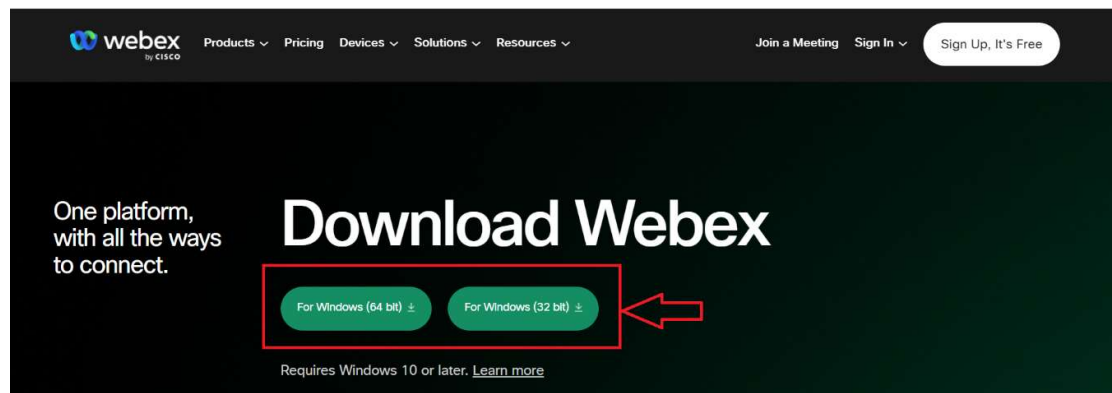 webex
by CISCO
Products Pricing Devices Solutions Resources
Join a Meeting Sign In Sign Up, It's Free
One platform,
with all the ways
to connect.
Download Webex
For Windows (64 bit) For Windows (32 bit)
Requires Windows 10 or later. Learn more